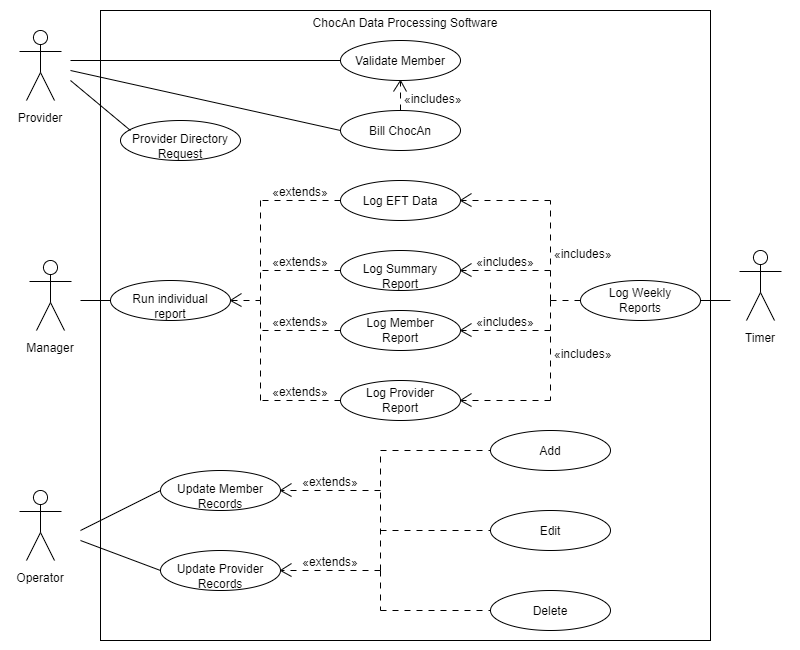 ChocAn Data Processing Software
Provider
Validate Member
«includes»
Bill ChocAn
Provider Directory
Request
«extends»
Log EFT Data
«includes»
«extends»
Log Summary
Report
«includes»
Manager
Run individual
report
Log Weekly
Reports
Timer
«extends»
Log Member
Report
«includes»
«includes»
«extends»
Log Provider
Report
Add
Operator
Update Member
Records
«extends»
Edit
Update Provider
Records
«extends»
Delete